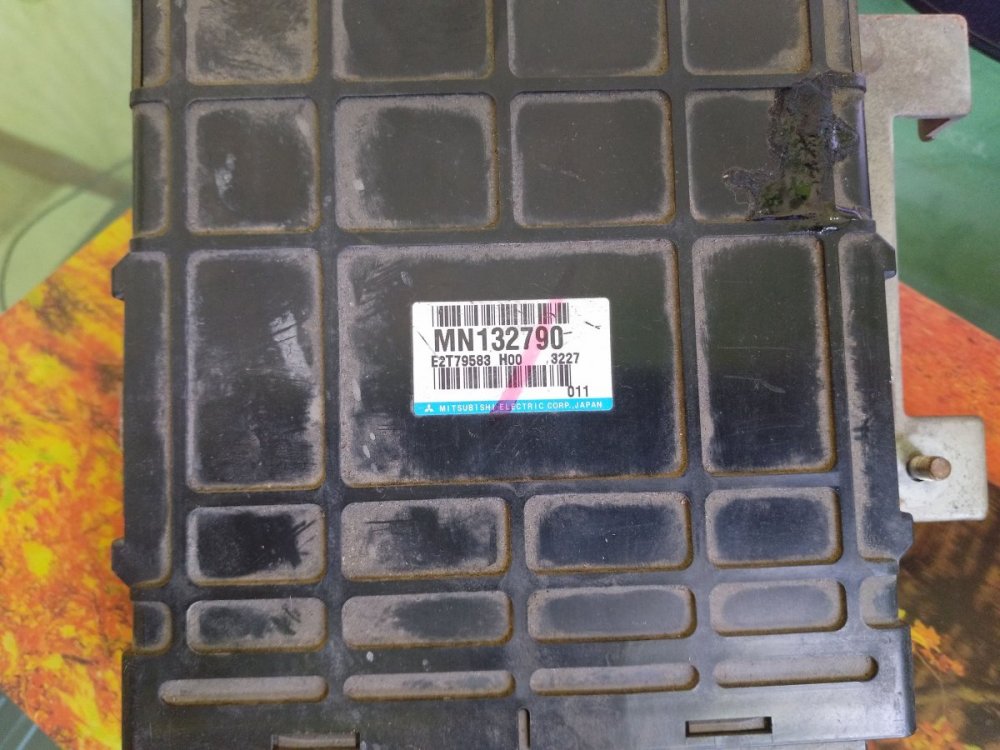 MN132790
E2T79583 H00 3227
011
MITSUBISHI ELECTRIC CORP. JAPAN